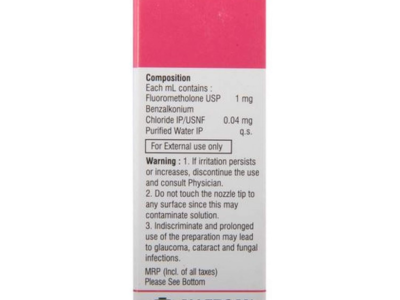 Composition
Each mL contains :
Fluorometholone USP 1 mg
Benzalkonium
Chloride IP/USNF 0.04 mg
Purified Water IP q.s.
For External use only
Warning : 1. If irritation persists
or increases, discontinue the use
and consult Physician.
2. Do not touch the nozzle tip to
any surface since this may
contaminate solution.
3. Indiscriminate and prolonged
use of the preparation may lead
to glaucoma, cataract and fungal
infections.
MRP (Incl. of all taxes)
Please See Bottom